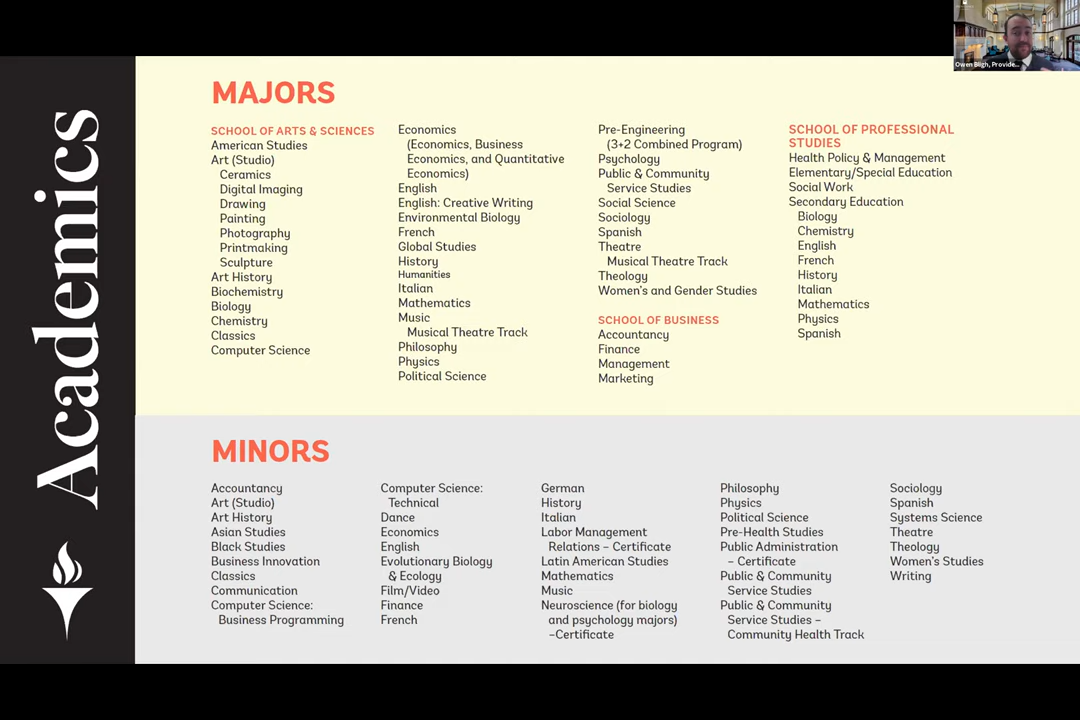 Academics
MAJORS
SCHOOL OF ARTS & SCIENCES
American Studies
Art (Studio)
Ceramics
Digital Imaging
Drawing
Painting
Photography
Printmaking
Sculpture
Art History
Biochemistry
Biology
Chemistry
Classics
Computer Science
Economics
(Economics, Business
Economics, and Quantitative
Economics)
English
English: Creative Writing
Environmental Biology
French
Global Studies
History
Humanities
Italian
Mathematics
Music
Musical Theatre Track
Philosophy
Physics
Political Science
Pre-Engineering
(3+2 Combined Program)
Psychology
Public & Community
Service Studies
Social Science
Sociology
Spanish
Theatre
Musical Theatre Track
Theology
Women's and Gender Studies
SCHOOL OF BUSINESS
Accountancy
Finance
Management
Marketing
SCHOOL OF PROFESSIONAL
STUDIES
Health Policy & Management
Elementary/Special Education
Social Work
Secondary Education
Biology
Chemistry
English
French
History
Italian
Mathematics
Physics
Spanish
MINORS
Accountancy
Art (Studio)
Art History
Asian Studies
Black Studies
Business Innovation
Classics
Communication
Computer Science:
Business Programming
Computer Science:
Technical
Dance
Economics
English
Evolutionary Biology
& Ecology
Film/Video
Finance
French
German
History
Italian
Labor Management
Relations – Certificate
Latin American Studies
Mathematics
Music
Neuroscience (for biology
and psychology majors)
–Certificate
Philosophy
Physics
Political Science
Pre-Health Studies
Public Administration
– Certificate
Public & Community
Service Studies
Public & Community
Service Studies –
Community Health Track
Sociology
Spanish
Systems Science
Theatre
Theology
Women's Studies
Writing
Owen Bligh, Provide...